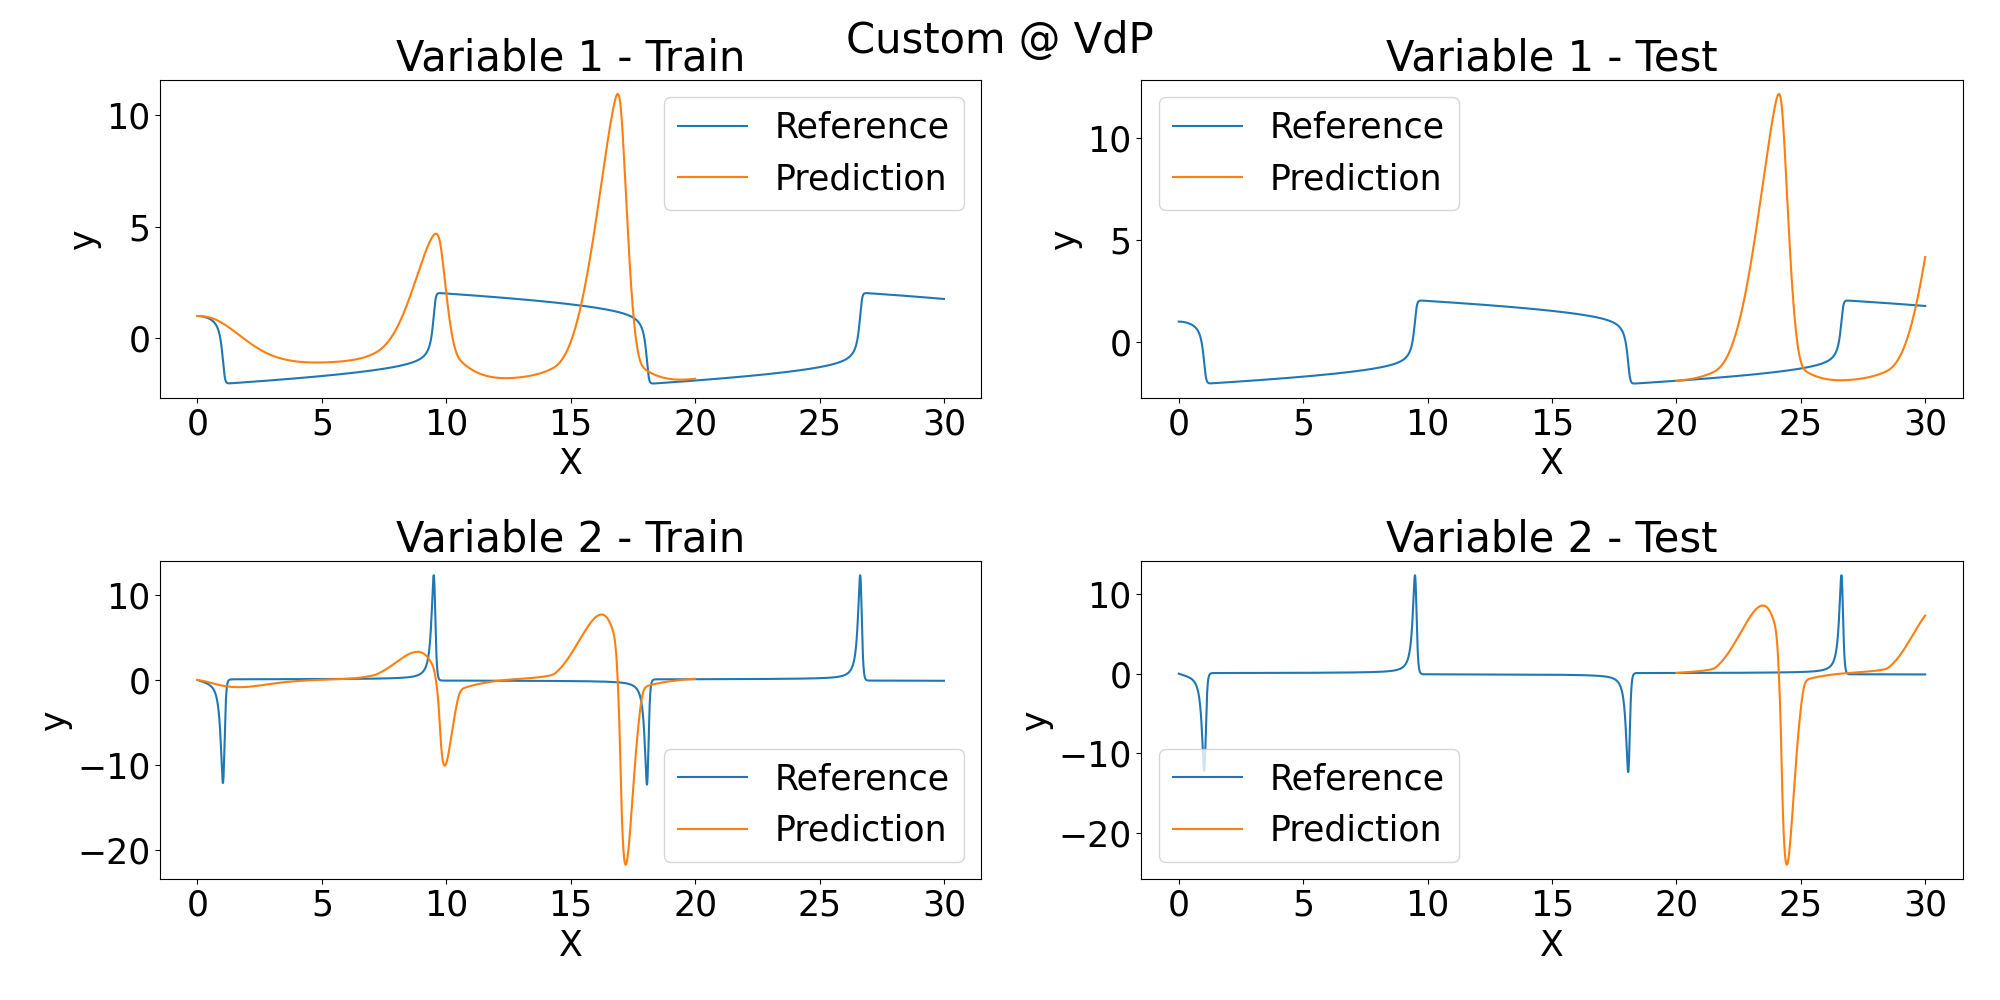 Custom @ VdP
Variable 1 - Train
10
5
0
y
0 5 10 15 20 25 30
X
Reference
Prediction
Variable 1 - Test
10
5
0
y
0 5 10 15 20 25 30
X
Reference
Prediction
Variable 2 - Train
10
0
−10
−20
y
0 5 10 15 20 25 30
X
Reference
Prediction
Variable 2 - Test
10
0
−10
−20
y
0 5 10 15 20 25 30
X
Reference
Prediction